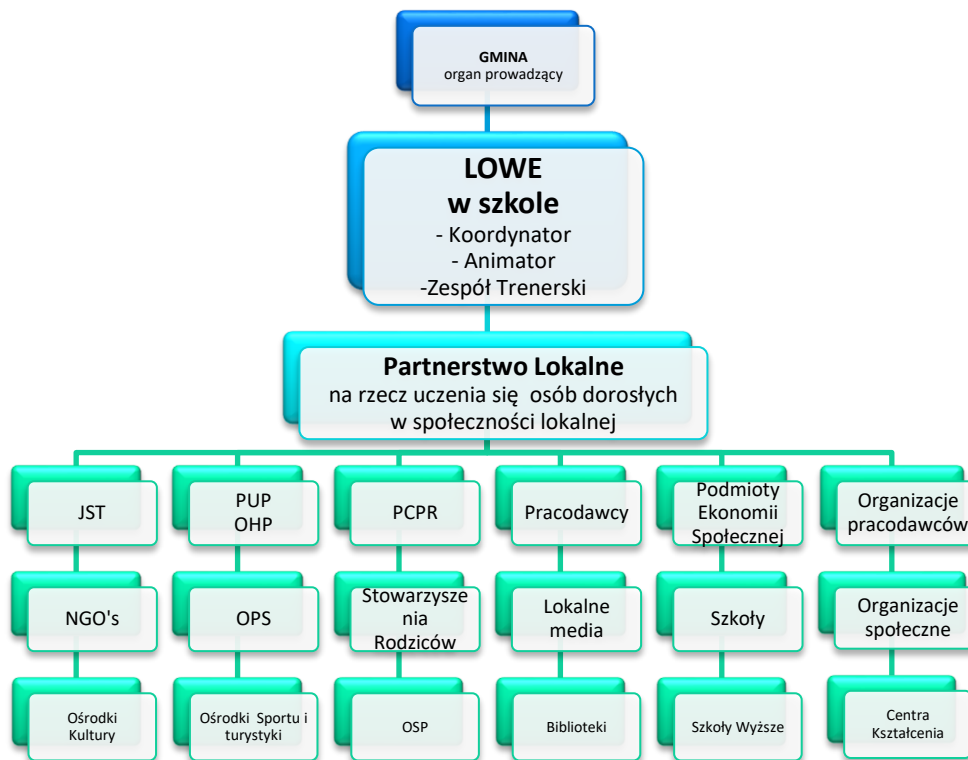 GMINA
organ prowadzący
LOWE
w szkole
- Koordynator
- Animator
-Zespół Trenerski
Partnerstwo Lokalne
na rzecz uczenia się osób dorosłych
w społeczności lokalnej
JST
PUP
OHP
PCPR
Pracodawcy
Podmioty
Ekonomii
Społecznej
Organizacje
pracodawców
NGO's
OPS
Stowarzysze
nia
Rodziców
Lokalne
media
Szkoły
Organizacje
społeczne
Ośrodki
Kultury
Ośrodki Sportu i
turystyki
OSP
Biblioteki
Szkoły Wyższe
Centra
Kształcenia